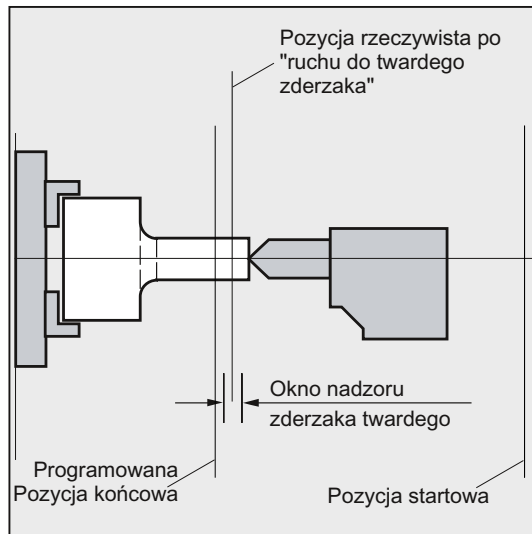 Pozycja rzeczywista po
"ruchu do twardego
zderzaka"
Okno nadzoru
zderzaka twardego
Programowana
Pozycja końcowa
Pozycja startowa